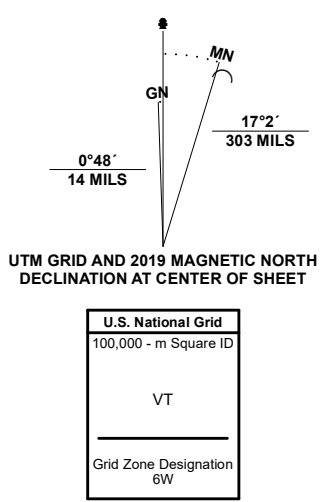 MN
GN
17°2´
303 MILS
0°48´
14 MILS
UTM GRID AND 2019 MAGNETIC NORTH
DECLINATION AT CENTER OF SHEET
U.S. National Grid
100,000 - m Square ID
VT
Grid Zone Designation
6W